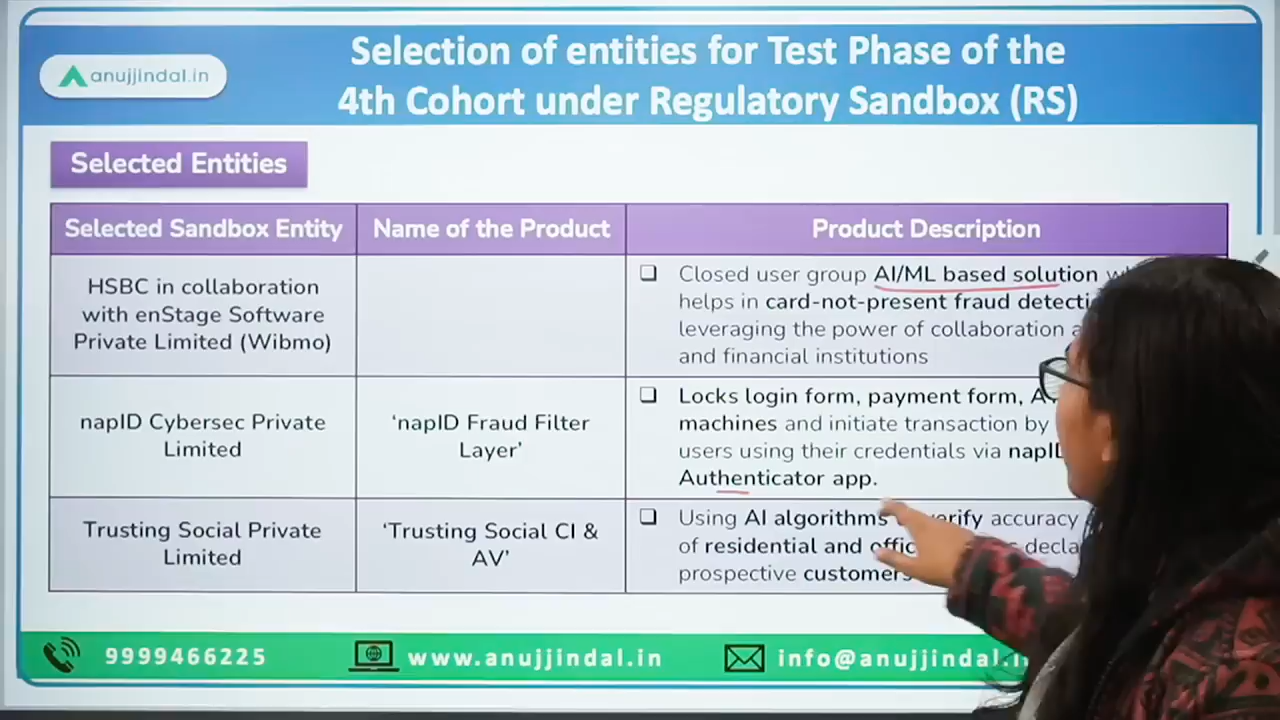 anujjindal.in
Selection of entities for Test Phase of the
4th Cohort under Regulatory Sandbox (RS)
Selected Entities
Selected Sandbox Entity
Name of the Product
Product Description
HSBC in collaboration
with enStage Software
Private Limited (Wibmo)
Closed user group AI/ML based solution
helps in card-not-present fraud
leveraging the power of collaboration
and financial institutions
napID Cybersec Private
Limited
‘napID Fraud Filter
Layer’
Locks login form, payment form,
machines and initiate transaction by
users using their credentials via
Authenticator app.
Trusting Social Private
Limited
‘Trusting Social CI &
AV’
Using AI algorithms accuracy
of residential and
prospective customers
9999466225
www.anujjindal.in